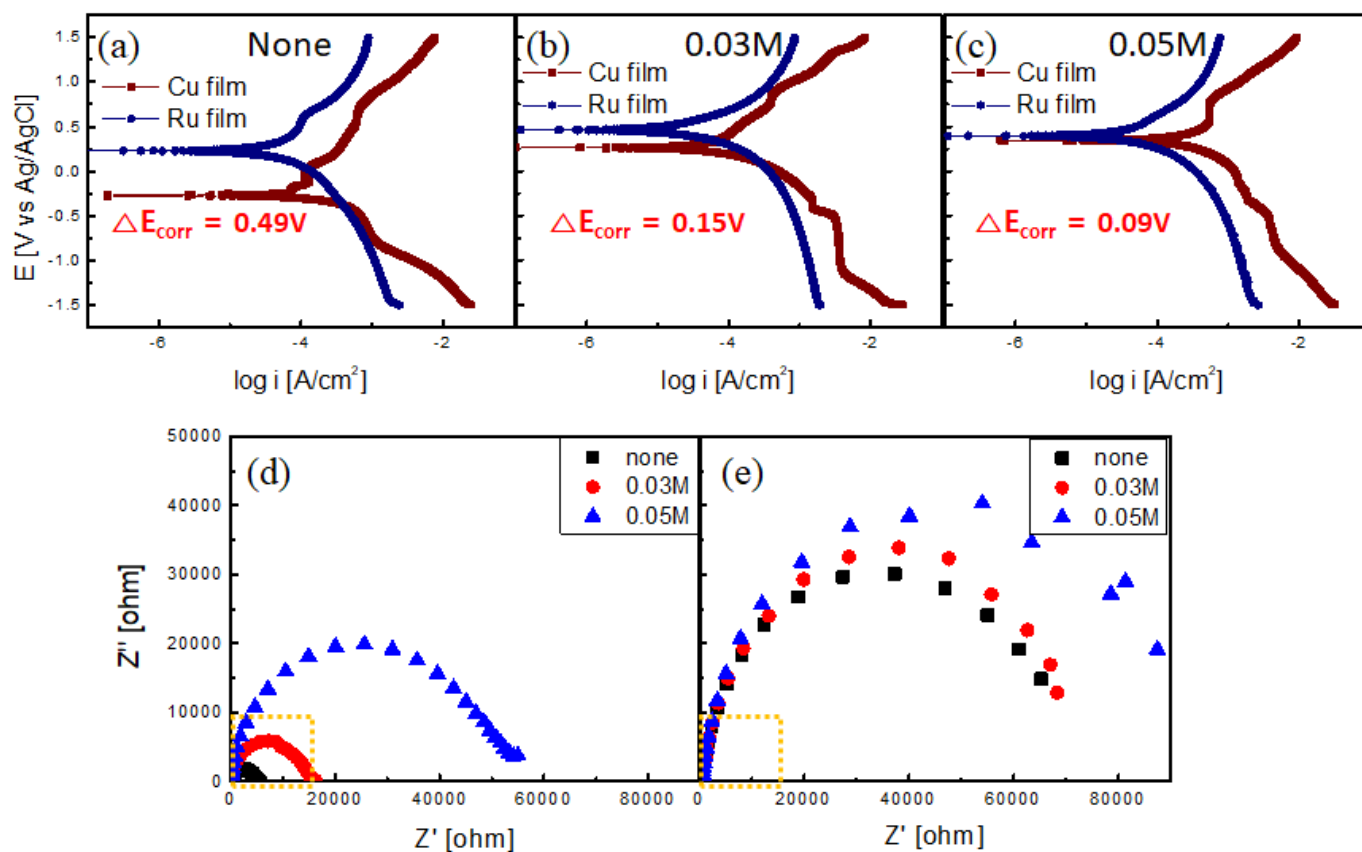 (a) None
Cu film
Ru film
△Ecorr = 0.49V
(b) 0.03M
Cu film
Ru film
△Ecorr = 0.15V
(c) 0.05M
Cu film
Ru film
△Ecorr = 0.09V
E [V vs Ag/AgCl]
1.5
1.0
0.5
0.0
-0.5
-1.0
-1.5
-6 -4 -2
-6 -4 -2
-6 -4 -2
log i [A/cm²]
log i [A/cm²]
log i [A/cm²]
(d)
none
0.03M
0.05M
(e)
none
0.03M
0.05M
Z'' [ohm]
50000
40000
30000
20000
10000
0
0 20000 40000 60000 80000
0 20000 40000 60000 80000
Z' [ohm]
Z' [ohm]